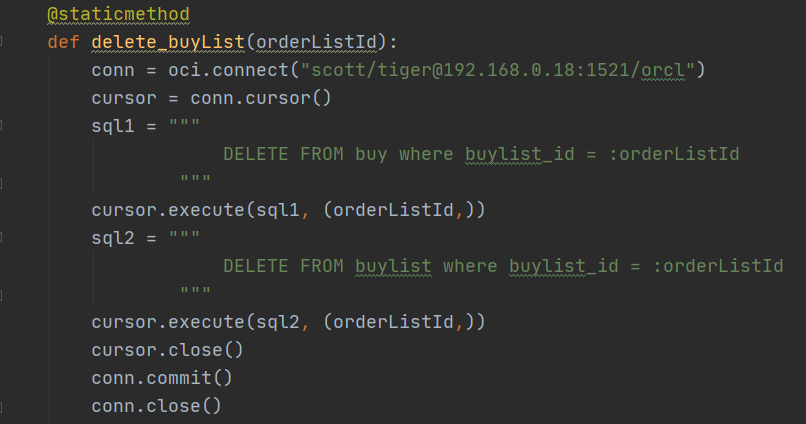 @staticmethod
def delete_buyList(orderListId):
conn = oci.connect("scott/tiger@192.168.0.18:1521/orcl")
cursor = conn.cursor()
sql1 = """
DELETE FROM buy where buylist_id = :orderListId
"""
cursor.execute(sql1, (orderListId,))
sql2 = """
DELETE FROM buylist where buylist_id = :orderListId
"""
cursor.execute(sql2, (orderListId,))
cursor.close()
conn.commit()
conn.close()